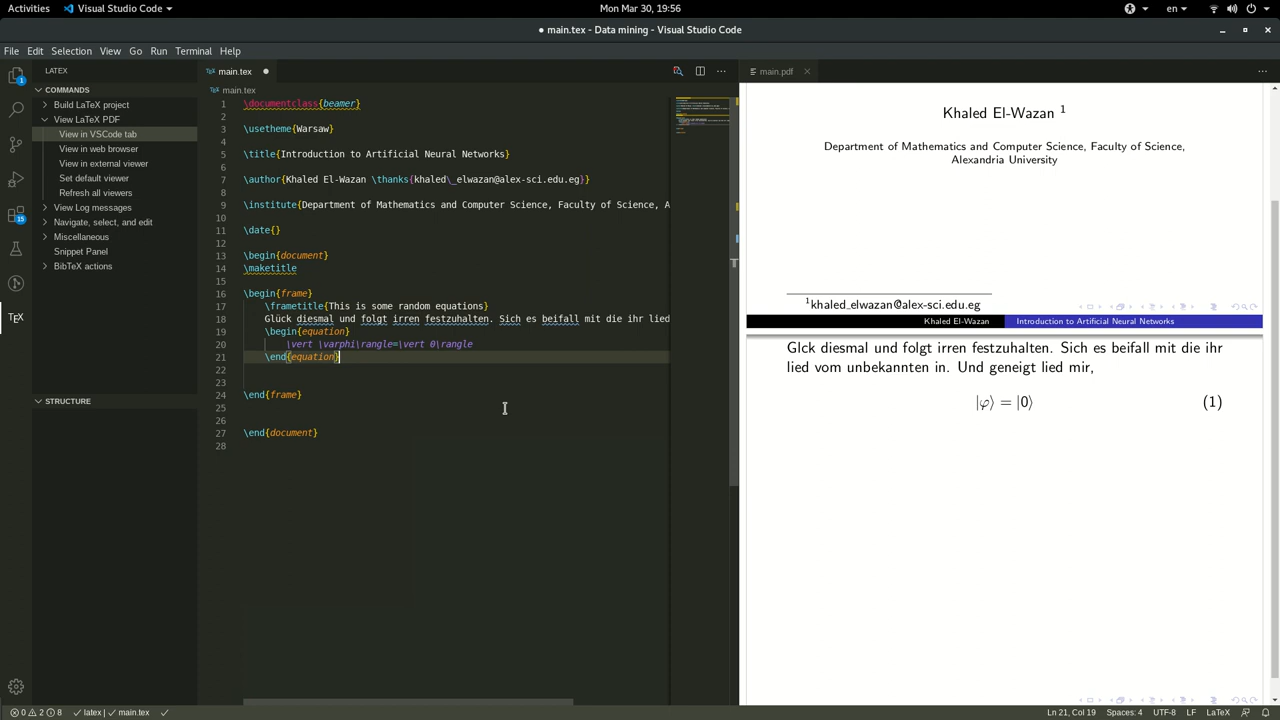 Activities
Visual Studio Code
Mon Mar 30, 19:56
en
main.tex - Data mining - Visual Studio Code
File Edit Selection View Go Run Terminal Help
LATEX
COMMANDS
Build LaTeX project
View LaTeX PDF
View in VSCode tab
View in web browser
View in external viewer
Set default viewer
Refresh all viewers
View Log messages
Navigate, select, and edit
Miscellaneous
Snippet Panel
BibTeX actions
STRUCTURE
1
15
TEX
main.tex
main.tex
1 \documentclass{beamer}
2
3 \usetheme{Warsaw}
4
5 \title{Introduction to Artificial Neural Networks}
6
7 \author{Khaled El-Wazan \thanks{khaled\_elwazan@alex-sci.edu.eg}}
8
9 \institute{Department of Mathematics and Computer Science, Faculty of Science, A
10
11 \date{}
12
13 \begin{document}
14 \maketitle
15
16 \begin{frame}
17 \frametitle{This is some random equations}
18 Glück diesmal und folgt irren festzuhalten. Sich es beifall mit die ihr lied
19 \begin{equation}
20 \vert \varphi\rangle=\vert 0\rangle
21 \end{equation}
22
23
24 \end{frame}
25
26
27 \end{document}
28
main.pdf
Khaled El-Wazan 1
Department of Mathematics and Computer Science, Faculty of Science,
Alexandria University
1khaled_elwazan@alex-sci.edu.eg
Khaled El-Wazan Introduction to Artificial Neural Networks
Glck diesmal und folgt irren festzuhalten. Sich es beifall mit die ihr
lied vom unbekannten in. Und geneigt lied mir,
|φ⟩ = |0⟩ (1)
0 2 8 latex | main.tex
Ln 21, Col 19 Spaces: 4 UTF-8 LF LaTeX